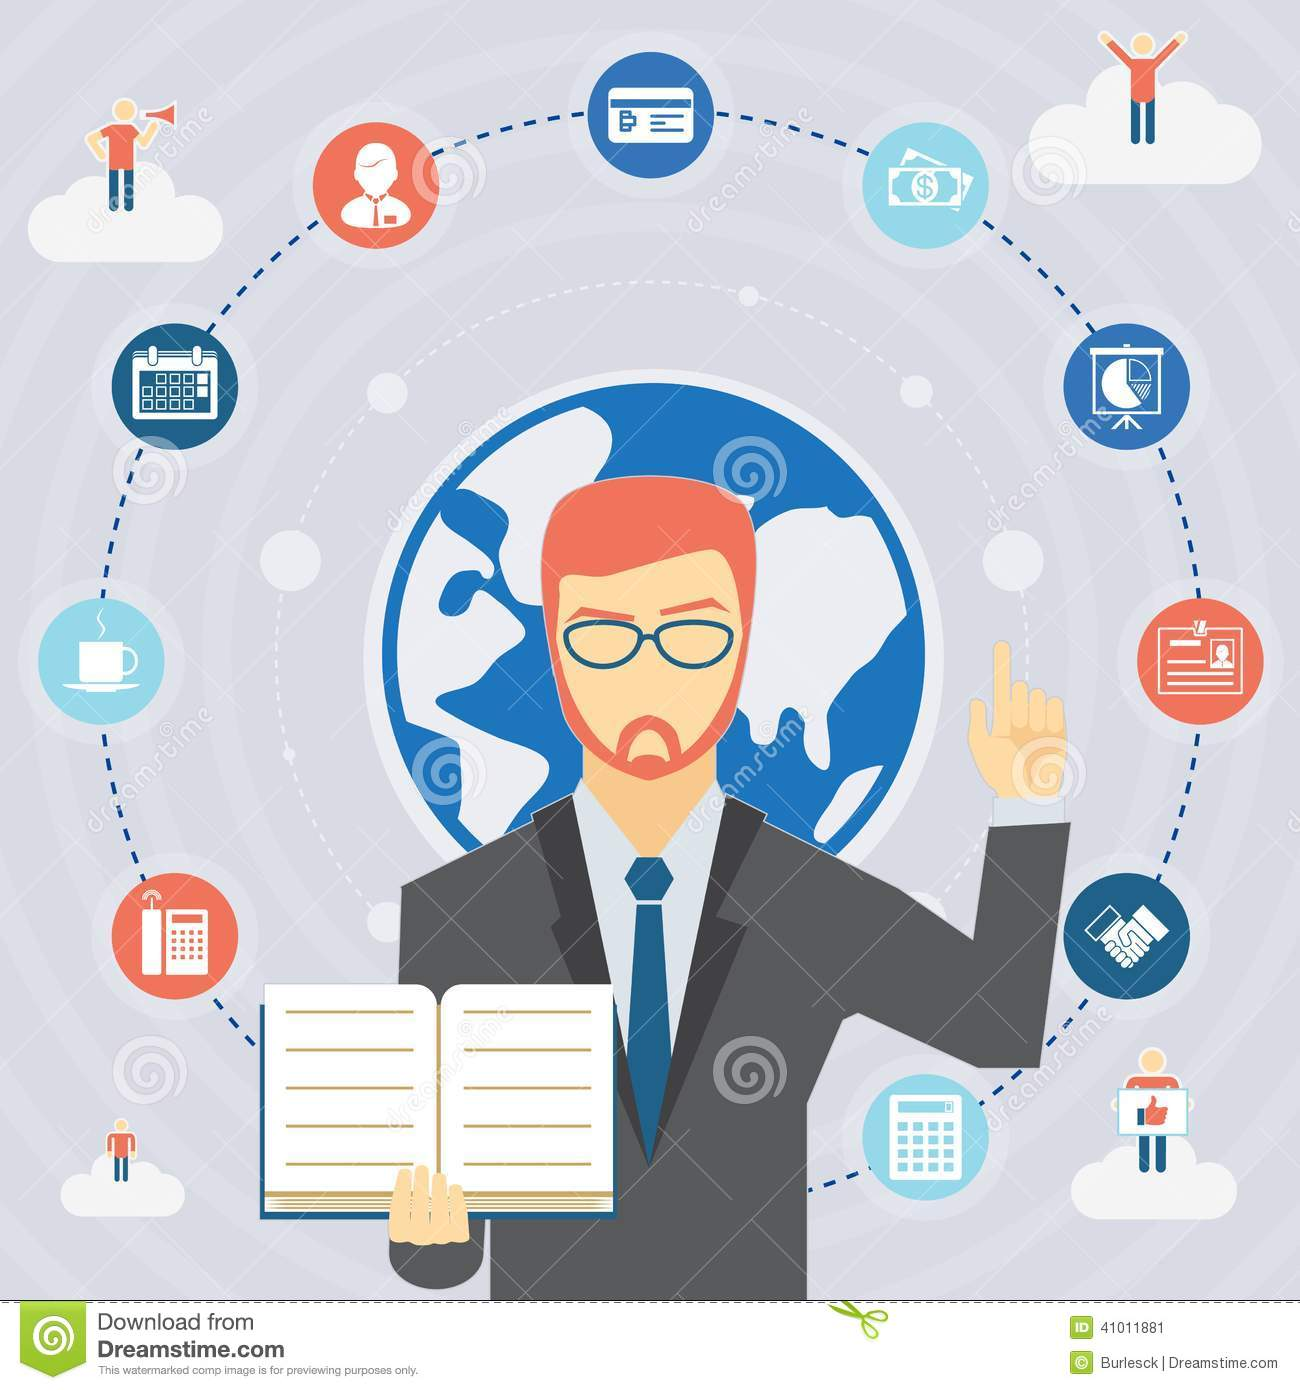 Download from
Dreamstime.com
This watermarked comp image is for previewing purposes only.
ID 41011881
© Burlesck | Dreamstime.com